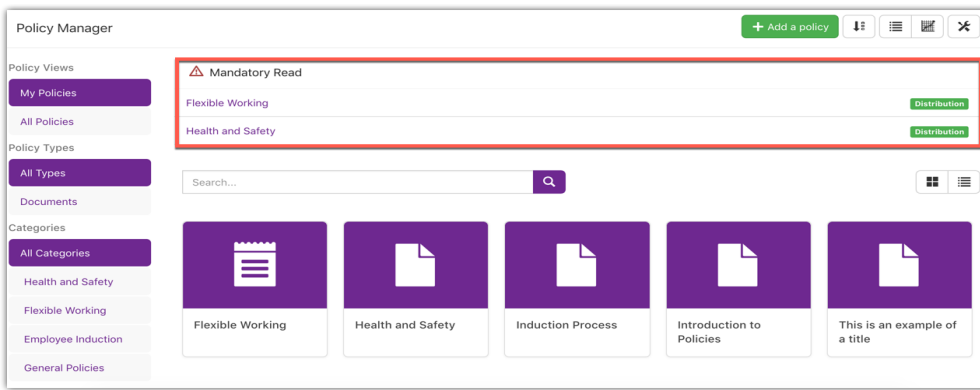 Policy Manager
+ Add a policy
Policy Views
My Policies
All Policies
Policy Types
All Types
Documents
Categories
All Categories
Health and Safety
Flexible Working
Employee Induction
General Policies
Mandatory Read
Flexible Working
Distribution
Health and Safety
Distribution
Search...
Flexible Working
Health and Safety
Induction Process
Introduction to
Policies
This is an example of
a title